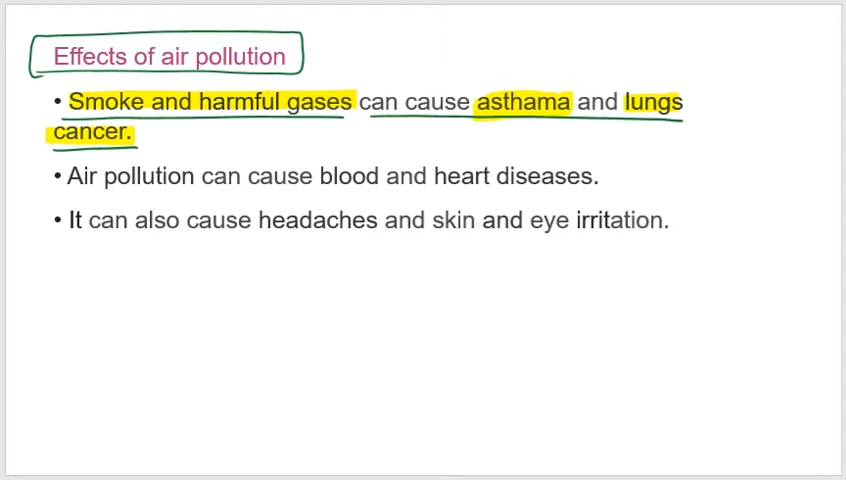 Effects of air pollution
• Smoke and harmful gases can cause asthama and lungs
cancer.
• Air pollution can cause blood and heart diseases.
• It can also cause headaches and skin and eye irritation.